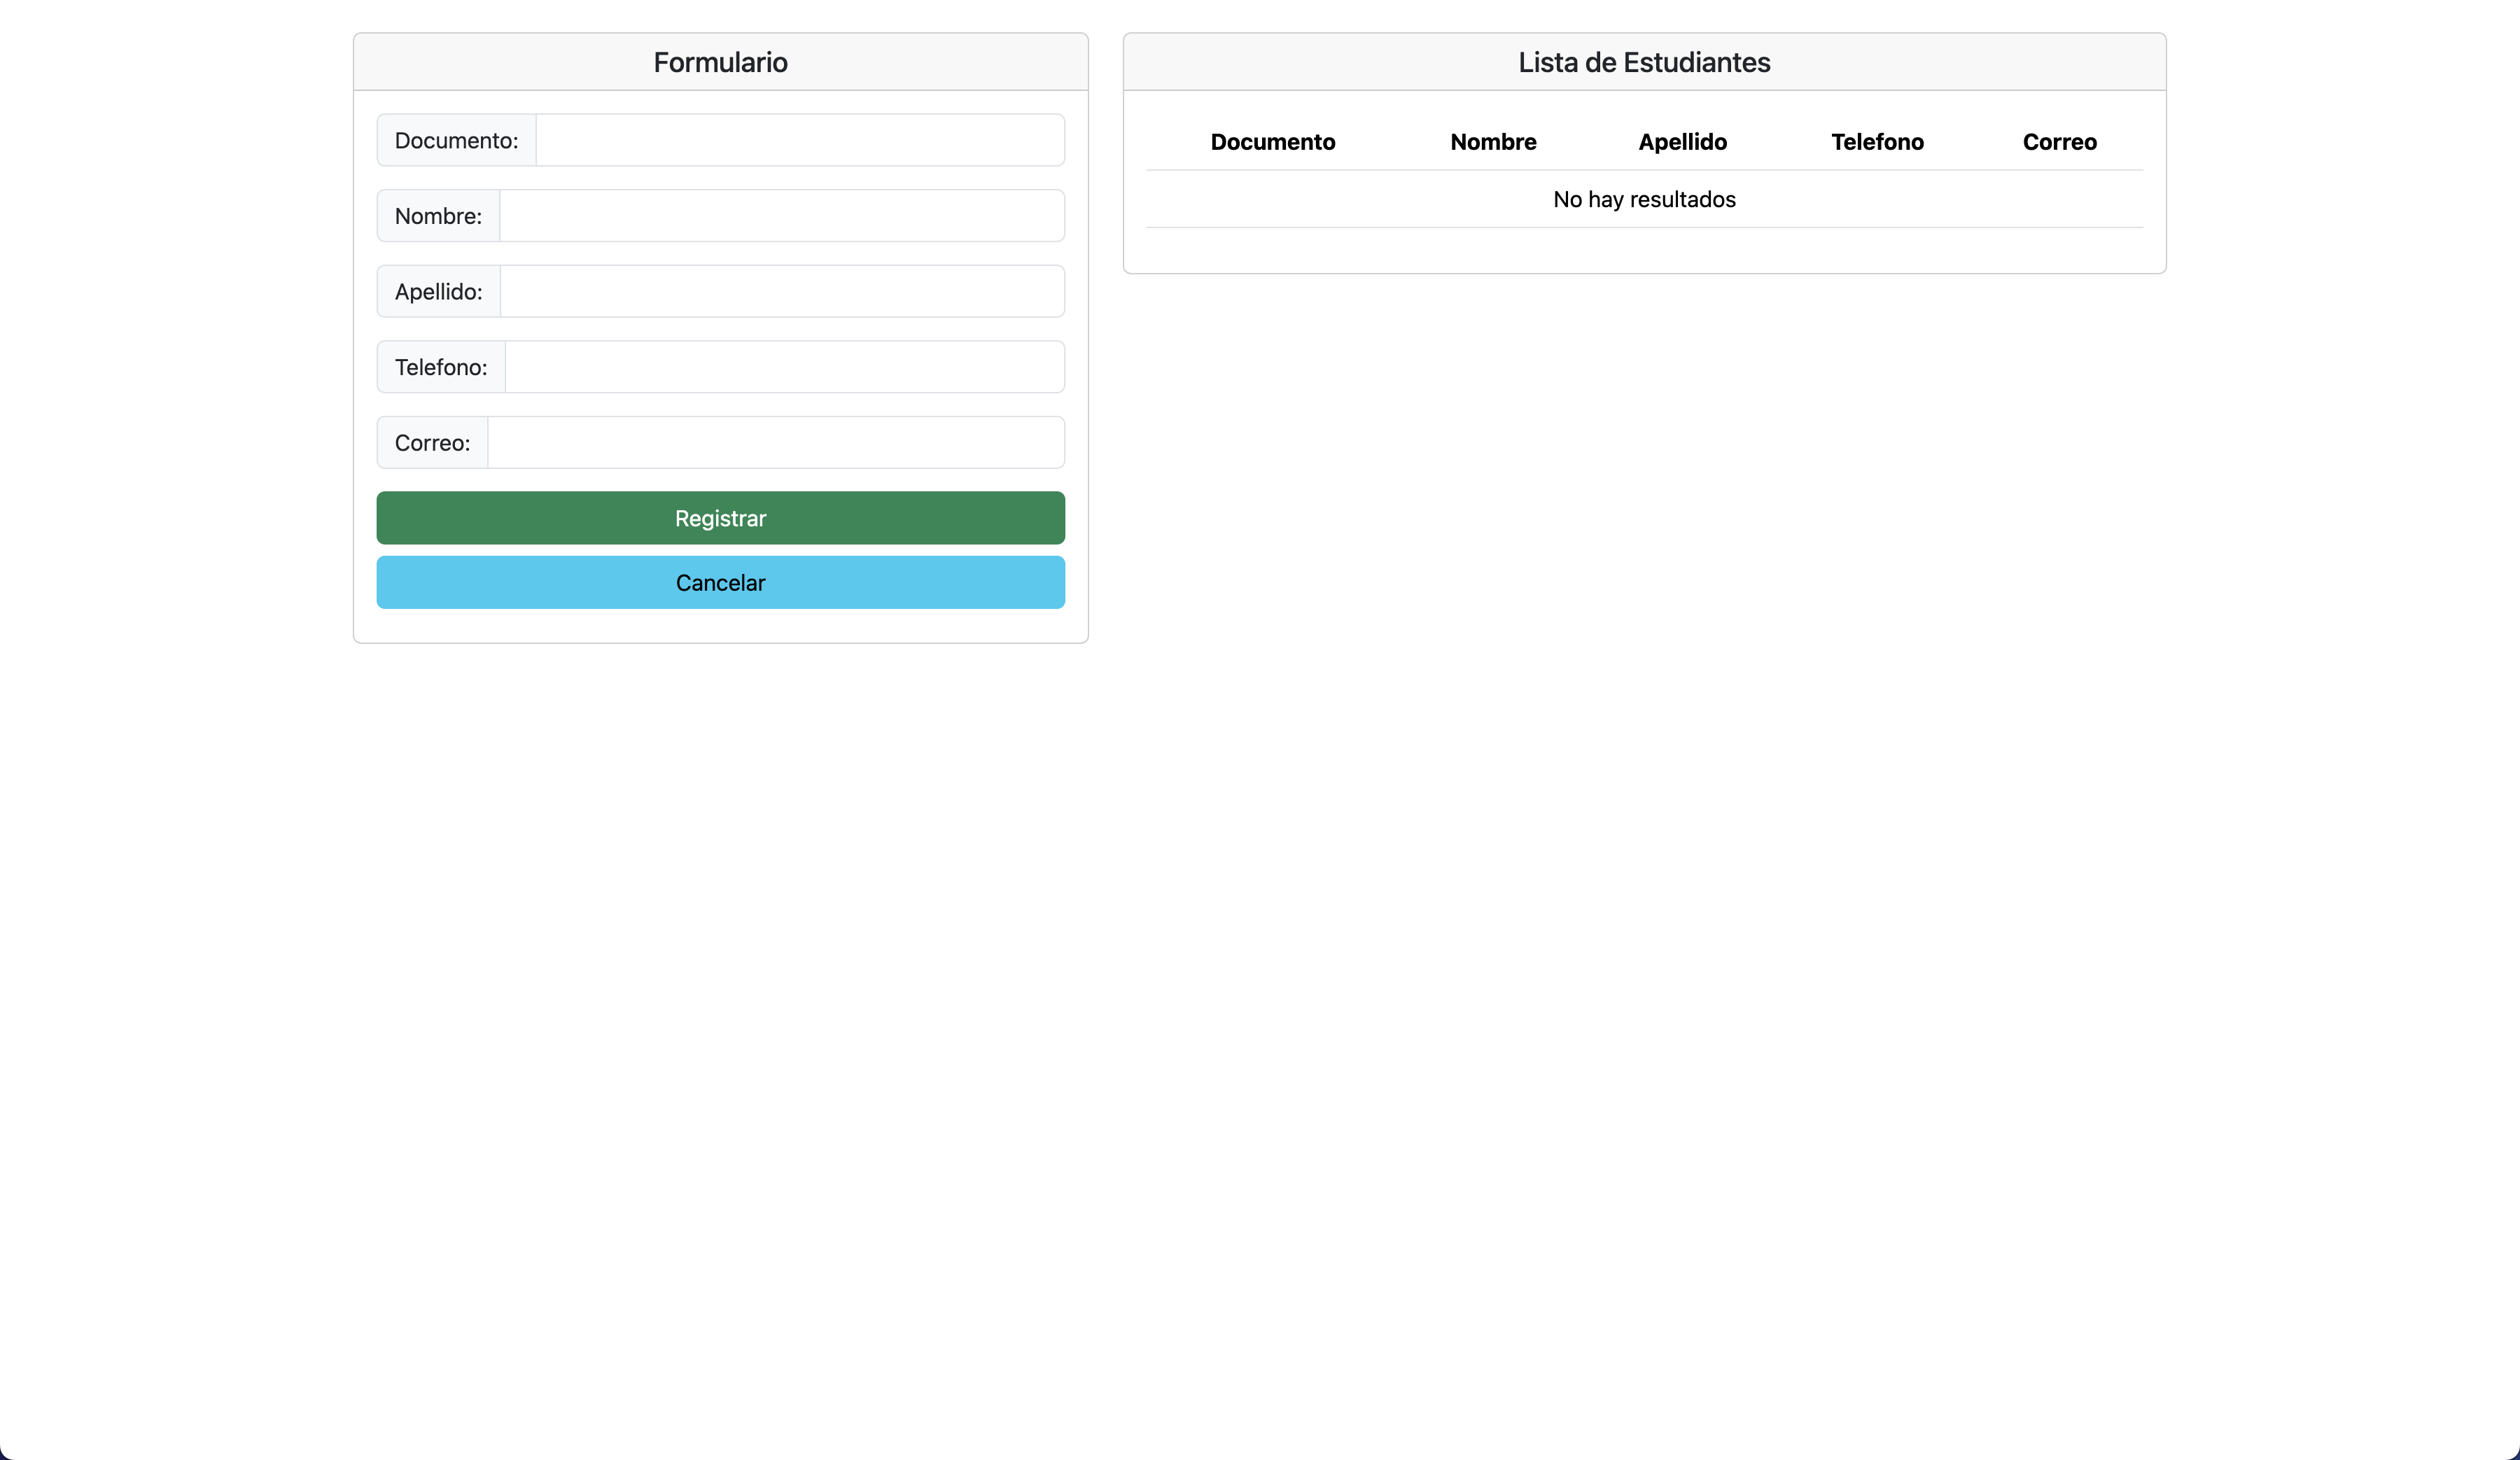 Formulario
Documento:
Nombre:
Apellido:
Telefono:
Correo:
Registrar
Cancelar
Lista de Estudiantes
Documento Nombre Apellido Telefono Correo
No hay resultados